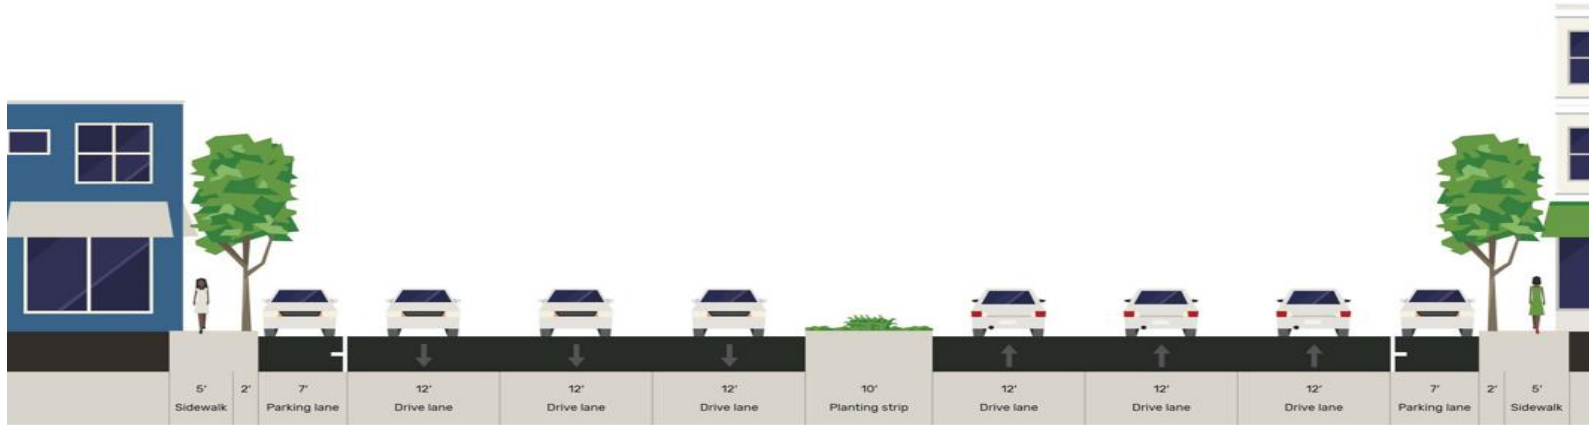 5' 2' 7' 12' 12' 12' 10' 12' 12' 12' 7' 2' 5'
Sidewalk Parking lane Drive lane Drive lane Drive lane Planting strip Drive lane Drive lane Drive lane Parking lane Sidewalk